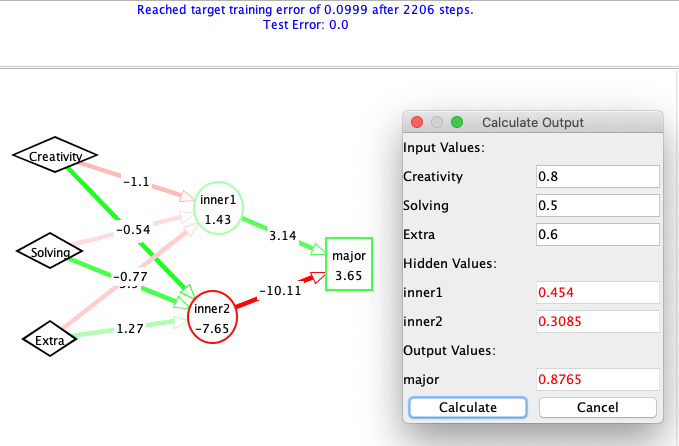 Reached target training error of 0.0999 after 2206 steps.
Test Error: 0.0
Creativity
-1.1
inner1
1.43
-0.54
3.14
Solving
-0.77
major
3.65
-10.11
inner2
-7.65
1.27
Extra
Calculate Output
Input Values:
Creativity 0.8
Solving 0.5
Extra 0.6
Hidden Values:
inner1 0.454
inner2 0.3085
Output Values:
major 0.8765
Calculate Cancel